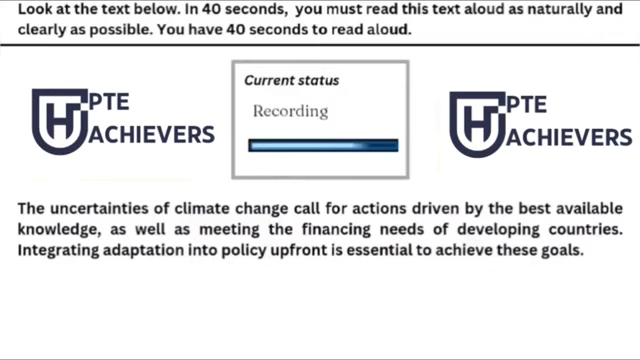 Look at the text below. In 40 seconds, you must read this text aloud as naturally and
clearly as possible. You have 40 seconds to read aloud.
Current status
Recording
H PTE
ACHIEVERS
H PTE
ACHIEVERS
The uncertainties of climate change call for actions driven by the best available
knowledge, as well as meeting the financing needs of developing countries.
Integrating adaptation into policy upfront is essential to achieve these goals.